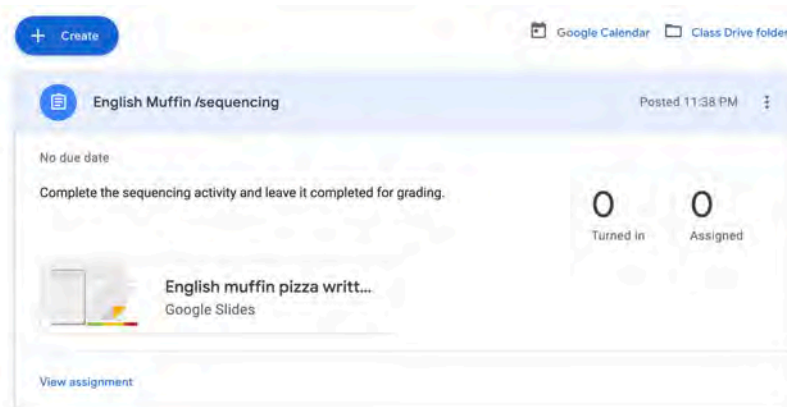 + Create
Google Calendar
Class Drive folder
English Muffin /sequencing
Posted 11:38 PM
No due date
Complete the sequencing activity and leave it completed for grading.
0
Turned in
0
Assigned
English muffin pizza writt...
Google Slides
View assignment